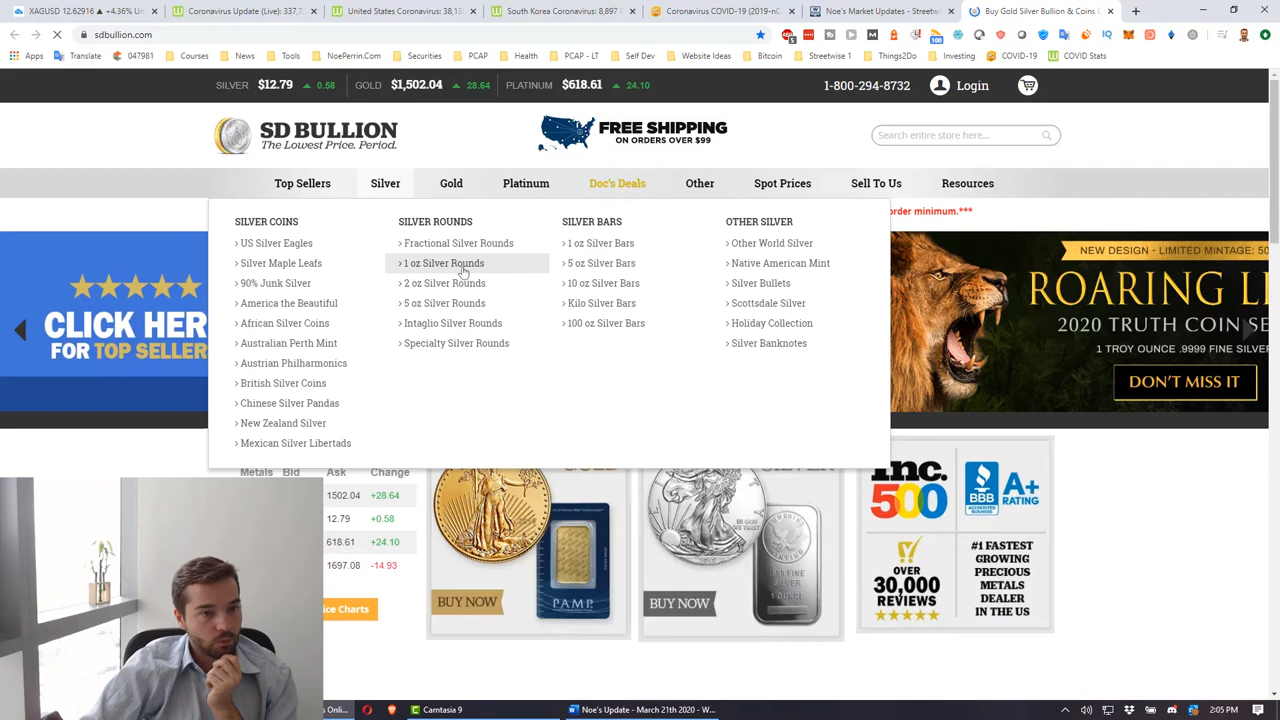 XAGUSD 12.62916 ▲ +4.36% U
Coronavirus (Covid-19) 337,7
United States Coronavirus: 38,13
South Korea Coronavirus: 8,897 C
Coronavirus COVID-19 (2019-nC
Noe's Market Updates - Streetw
Buy Gold Silver Bullion & Coins O
sdbullion.com
Apps Translate 047981 Courses News Tools NoePerrin.Com Securities PCAP Health PCAP - LT Self Dev Website Ideas Bitcoin Streetwise 1 Things2Do Investing COVID-19 COVID Stats
SILVER $12.79 ▲ 0.58 GOLD $1,502.04 ▲ 28.64 PLATINUM $618.61 ▲ 24.10 1-800-294-8732 Login
SD BULLION
The Lowest Price. Period.
FREE SHIPPING
ON ORDERS OVER $99
Search entire store here...
Top Sellers Silver Gold Platinum Doc's Deals Other Spot Prices Sell To Us Resources
order minimum.***
SILVER COINS
US Silver Eagles
Silver Maple Leafs
90% Junk Silver
America the Beautiful
African Silver Coins
Australian Perth Mint
Austrian Philharmonics
British Silver Coins
Chinese Silver Pandas
New Zealand Silver
Mexican Silver Libertads
SILVER ROUNDS
Fractional Silver Rounds
1 oz Silver Rounds
2 oz Silver Rounds
5 oz Silver Rounds
Intaglio Silver Rounds
Specialty Silver Rounds
SILVER BARS
1 oz Silver Bars
5 oz Silver Bars
10 oz Silver Bars
Kilo Silver Bars
100 oz Silver Bars
OTHER SILVER
Other World Silver
Native American Mint
Silver Bullets
Scottsdale Silver
Holiday Collection
Silver Banknotes
CLICK HER
FOR TOP SELLER
NEW DESIGN - LIMITED MINTAGE: 50
ROARING LI
2020 TRUTH COIN SE
1 TROY OUNCE .9999 FINE SILVER
DON'T MISS IT
Metals Bid Ask Change
1502.04 +28.64
12.79 +0.58
618.61 +24.10
1697.08 -14.93
ice Charts
GOLD
BUY NOW
PAMP
SILVER
BUY NOW
Inc.
500
BBB
ACCREDITED
BUSINESS
A+
RATING
OVER
30,000
REVIEWS
#1 FASTEST
GROWING
PRECIOUS
METALS
DEALER
IN THE US
Camtasia 9
Noe's Update - March 21th 2020 - W...
2:05 PM